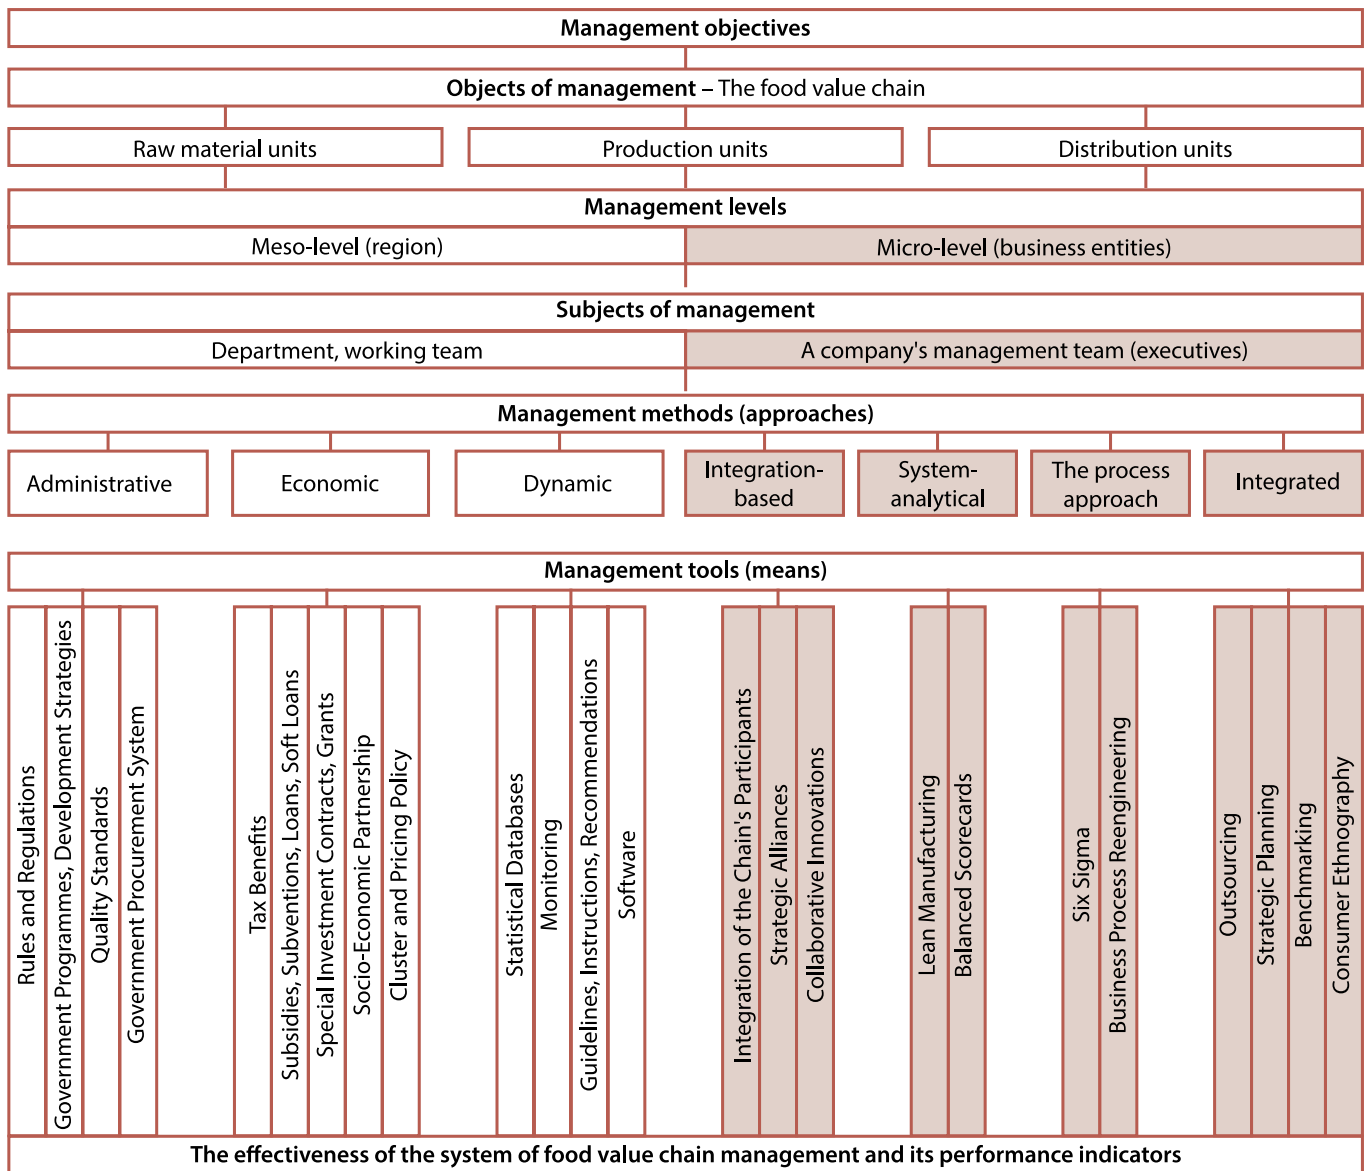 Management objectives
Objects of management – The food value chain
Raw material units
Production units
Distribution units
Management levels
Meso-level (region)
Micro-level (business entities)
Subjects of management
Department, working team
A company's management team (executives)
Management methods (approaches)
Administrative
Economic
Dynamic
Integration-
based
System-
analytical
The process
approach
Integrated
Management tools (means)
Rules and Regulations
Government Programmes, Development Strategies
Quality Standards
Government Procurement System
Tax Benefits
Subsidies, Subventions, Loans, Soft Loans
Special Investment Contracts, Grants
Socio-Economic Partnership
Cluster and Pricing Policy
Statistical Databases
Monitoring
Guidelines, Instructions, Recommendations
Software
Integration of the Chain's Participants
Strategic Alliances
Collaborative Innovations
Lean Manufacturing
Balanced Scorecards
Six Sigma
Business Process Reengineering
Outsourcing
Strategic Planning
Benchmarking
Consumer Ethnography
The effectiveness of the system of food value chain management and its performance indicators